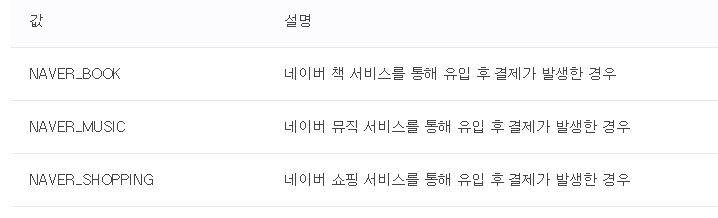 값 설명
NAVER_BOOK 네이버 책 서비스를 통해 유입 후 결제가 발생한 경우
NAVER_MUSIC 네이버 뮤직 서비스를 통해 유입 후 결제가 발생한 경우
NAVER_SHOPPING 네이버 쇼핑 서비스를 통해 유입 후 결제가 발생한 경우